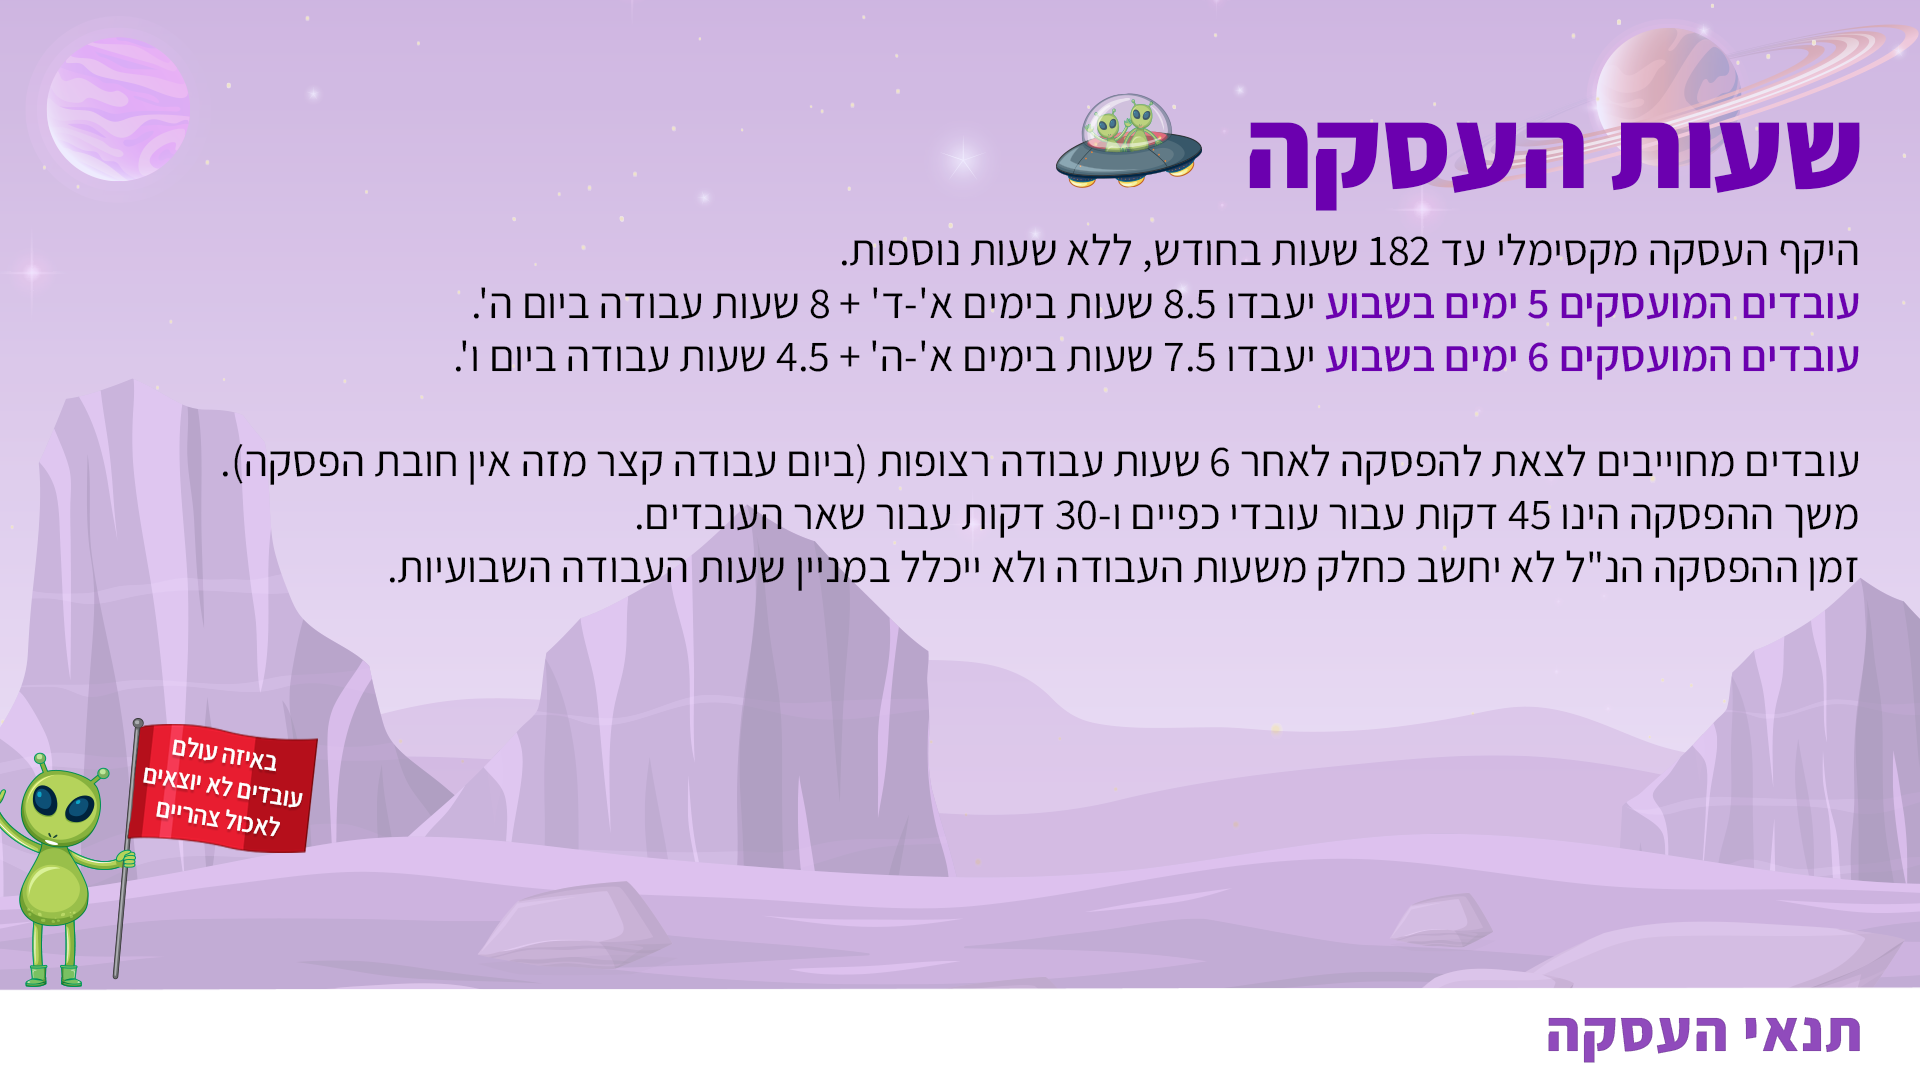 שעות העסקה
היקף העסקה מקסימלי עד 182 שעות בחודש, ללא שעות נוספות.
עובדים המועסקים 5 ימים בשבוע יעבדו 8.5 שעות בימים א'-ד' + 8 שעות עבודה ביום ה'.
עובדים המועסקים 6 ימים בשבוע יעבדו 7.5 שעות בימים א'-ה' + 4.5 שעות עבודה ביום ו'.
עובדים מחוייבים לצאת להפסקה לאחר 6 שעות עבודה רצופות (ביום עבודה קצר מזה אין חובת הפסקה).
משך ההפסקה הינו 45 דקות עבור עובדי כפיים ו-30 דקות עבור שאר העובדים.
זמן ההפסקה הנ"ל לא יחשב כחלק משעות העבודה ולא ייכלל במניין שעות העבודה השבועיות.
באיזה עולם
עובדים לא יוצאים
לאכול צהריים
תנאי העסקה